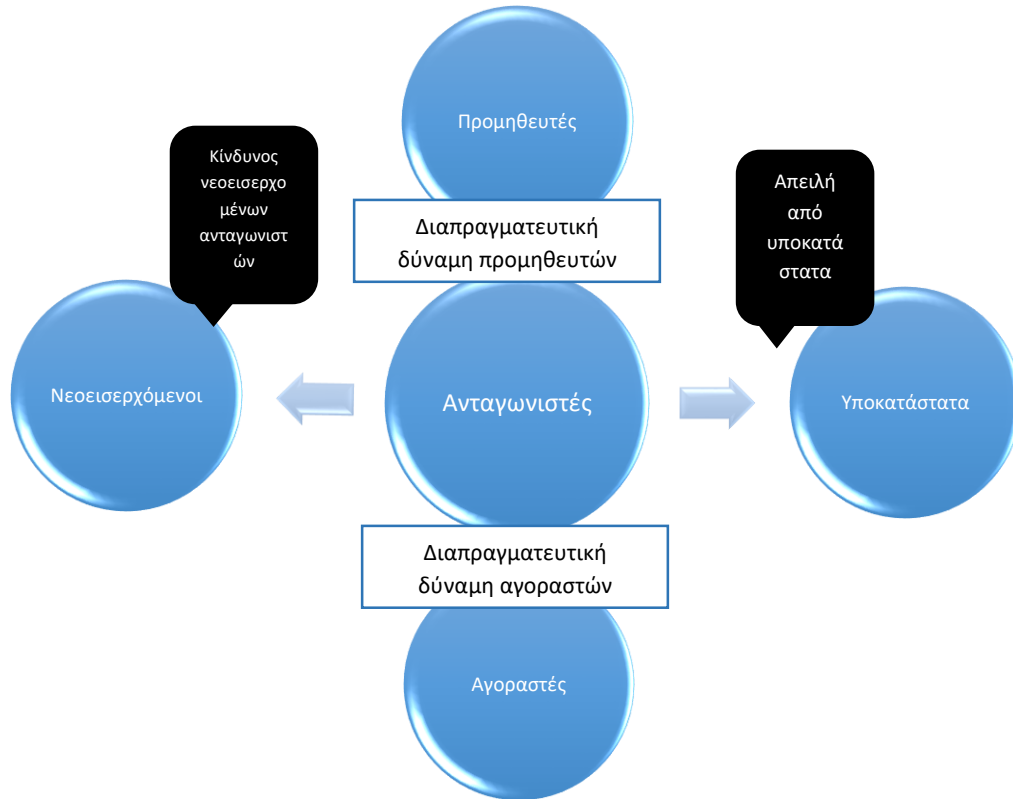 Προμηθευτές
Κίνδυνος
νεοεισερχο
μένων
ανταγωνιστ
ών
Απειλή
από
υποκατά
στατα
Διαπραγματευτική
δύναμη προμηθευτών
Νεοεισερχόμενοι
Ανταγωνιστές
Υποκατάστατα
Διαπραγματευτική
δύναμη αγοραστών
Αγοραστές